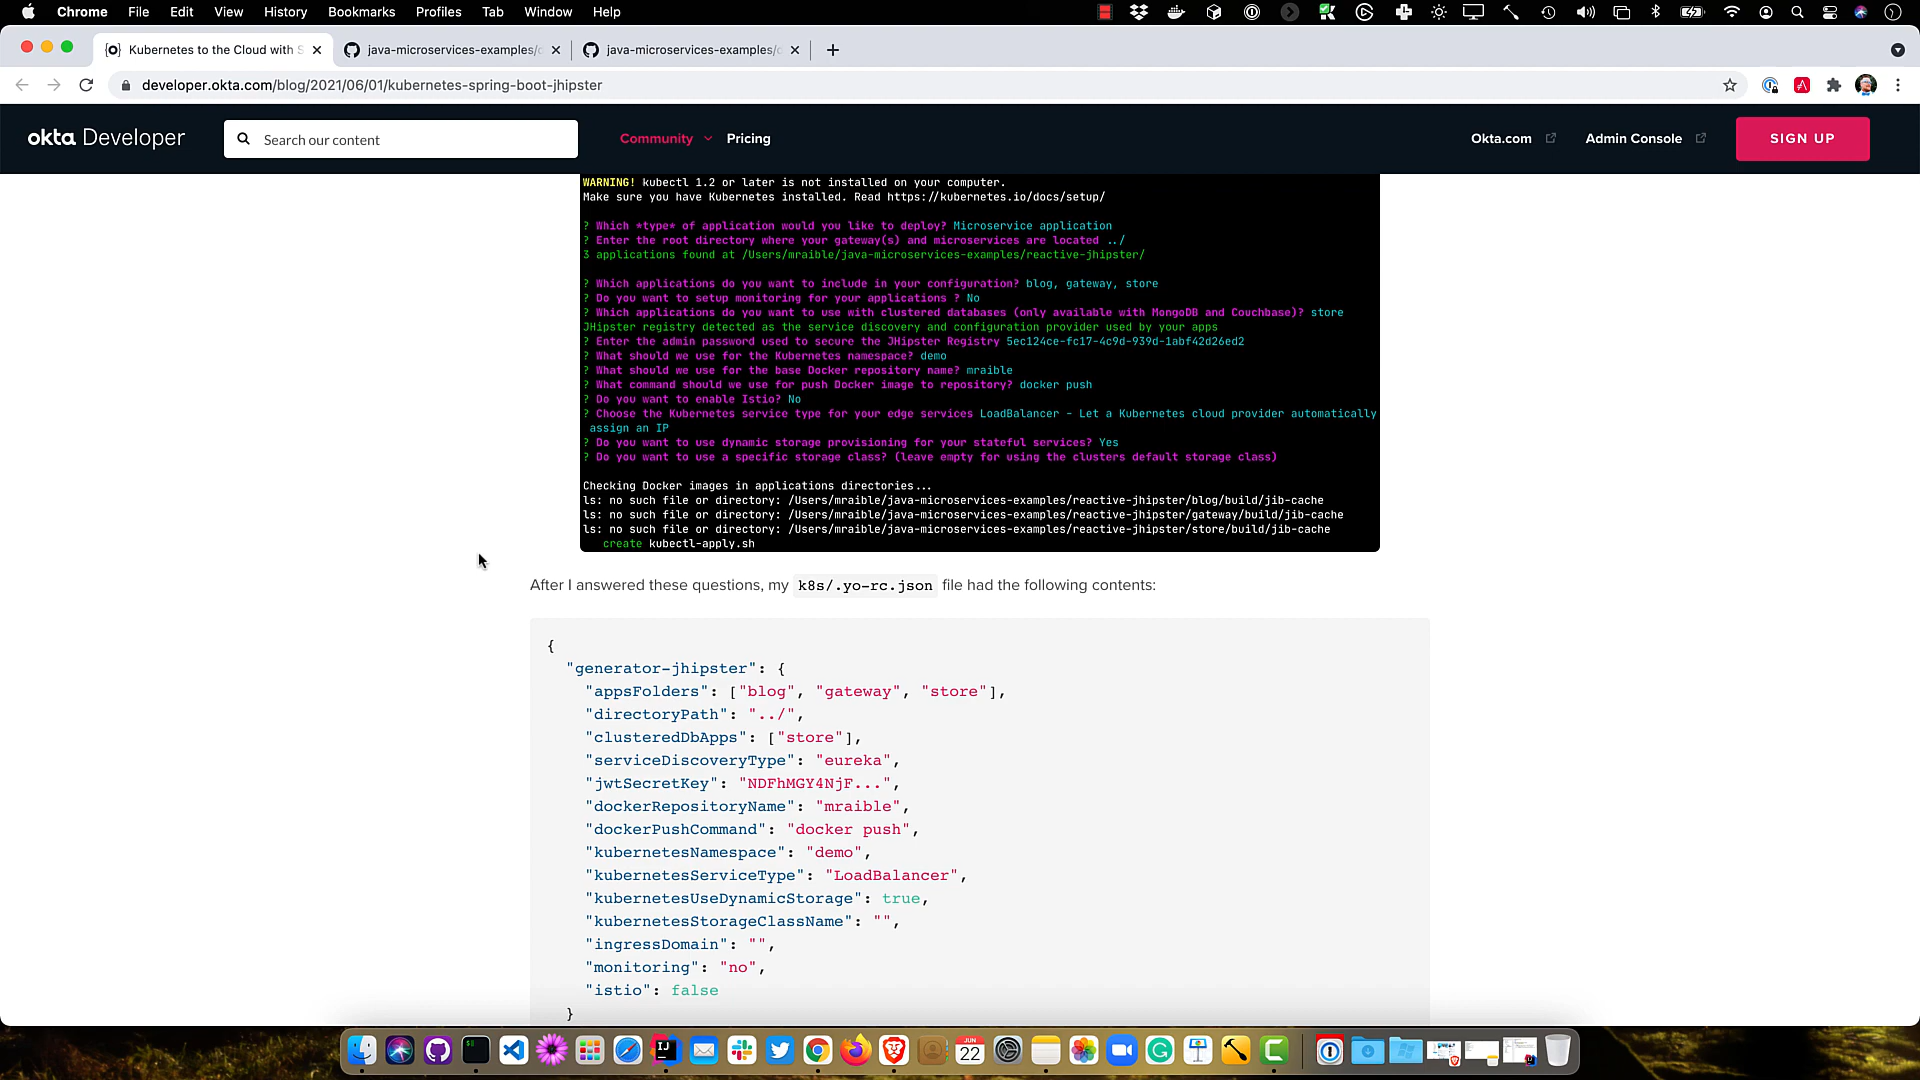 Chrome File Edit View History Bookmarks Profiles Tab Window Help
Kubernetes to the Cloud with S
java-microservices-examples/
java-microservices-examples/
developer.okta.com/blog/2021/06/01/kubernetes-spring-boot-jhipster
okta Developer
Search our content
Community
Pricing
Okta.com
Admin Console
SIGN UP
WARNING! kubectl 1.2 or later is not installed on your computer.
Make sure you have Kubernetes installed. Read https://kubernetes.io/docs/setup/
? Which *type* of application would you like to deploy? Microservice application
? Enter the root directory where your gateway(s) and microservices are located ../
3 applications found at /Users/mraible/java-microservices-examples/reactive-jhipster/
? Which applications do you want to include in your configuration? blog, gateway, store
? Do you want to setup monitoring for your applications ? No
? Which applications do you want to use with clustered databases (only available with MongoDB and Couchbase)? store
JHipster registry detected as the service discovery and configuration provider used by your apps
? Enter the admin password used to secure the JHipster Registry 5ec124ce-fc17-4c9d-939d-1abf42d26ed2
? What should we use for the Kubernetes namespace? demo
? What should we use for the base Docker repository name? mraible
? What command should we use for push Docker image to repository? docker push
? Do you want to enable Istio? No
? Choose the Kubernetes service type for your edge services LoadBalancer - Let a Kubernetes cloud provider automatically
assign an IP
? Do you want to use dynamic storage provisioning for your stateful services? Yes
? Do you want to use a specific storage class? (leave empty for using the clusters default storage class)
Checking Docker images in applications directories...
ls: no such file or directory: /Users/mraible/java-microservices-examples/reactive-jhipster/blog/build/jib-cache
ls: no such file or directory: /Users/mraible/java-microservices-examples/reactive-jhipster/gateway/build/jib-cache
ls: no such file or directory: /Users/mraible/java-microservices-examples/reactive-jhipster/store/build/jib-cache
create kubectl-apply.sh
After I answered these questions, my k8s/.yo-rc.json file had the following contents:
{
"generator-jhipster": {
"appsFolders": ["blog", "gateway", "store"],
"directoryPath": "../",
"clusteredDbApps": ["store"],
"serviceDiscoveryType": "eureka",
"jwtSecretKey": "NDFhMGY4NjF...",
"dockerRepositoryName": "mraible",
"dockerPushCommand": "docker push",
"kubernetesNamespace": "demo",
"kubernetesServiceType": "LoadBalancer",
"kubernetesUseDynamicStorage": true,
"kubernetesStorageClassName": "",
"ingressDomain": "",
"monitoring": "no",
"istio": false
}
JUN
22